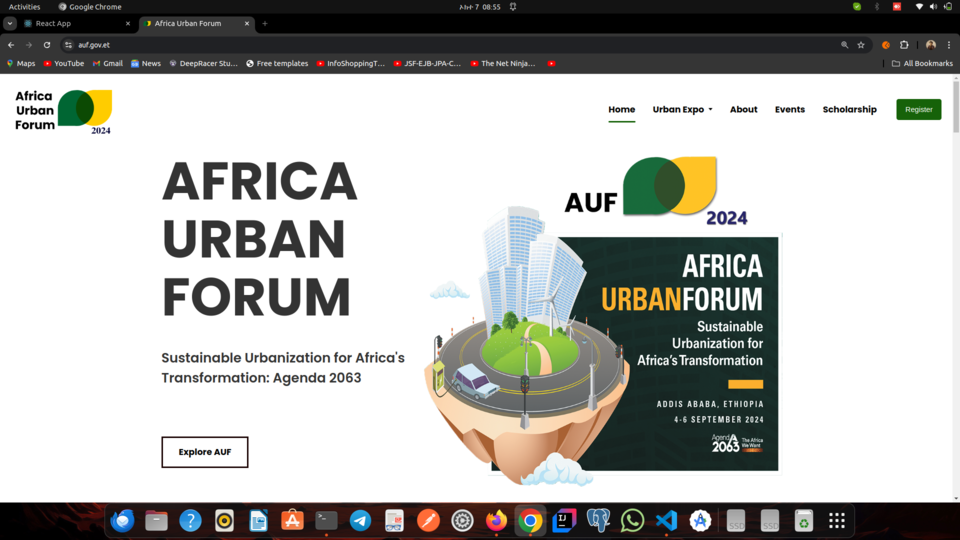 Activities
Google Chrome
እሑድ 7 08:55
React App
Africa Urban Forum
auf.gov.et
Maps
YouTube
Gmail
News
DeepRacer Stu...
Free templates
InfoShoppingT...
JSF-EJB-JPA-C...
The Net Ninja...
All Bookmarks
Africa
Urban
Forum
2024
Home
Urban Expo
About
Events
Scholarship
Register
AFRICA
URBAN
FORUM
Sustainable Urbanization for Africa's
Transformation: Agenda 2063
Explore AUF
AUF
2024
AFRICA
URBANFORUM
Sustainable
Urbanization for
Africa's Transformation
ADDIS ABABA, ETHIOPIA
4-6 SEPTEMBER 2024
Agenda
2063
The Africa
We Want
SSD
SSD